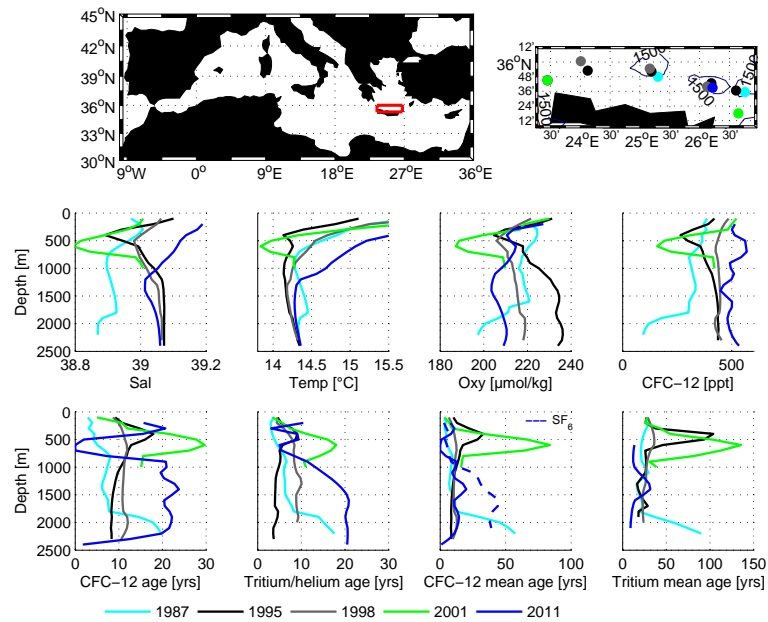 45°N
42°N
39°N
36°N
33°N
30°N
9°W 0° 9°E 18°E 27°E 36°E
12'
36°N
48'
36'
24'
12'
1500
1500
1500
1500
30' 24°E 30' 25°E 30' 26°E 30'
0
500
1000
1500
2000
2500
Depth [m]
38.8 39 39.2
Sal
14 14.5 15 15.5
Temp [°C]
180 200 220 240
Oxy [µmol/kg]
0 500
CFC-12 [ppt]
0
500
1000
1500
2000
2500
Depth [m]
0 10 20 30
CFC-12 age [yrs]
0 10 20 30
Tritium/helium age [yrs]
SF6
0 50 100
CFC-12 mean age [yrs]
0 50 100 150
Tritium mean age [yrs]
1987 1995 1998 2001 2011